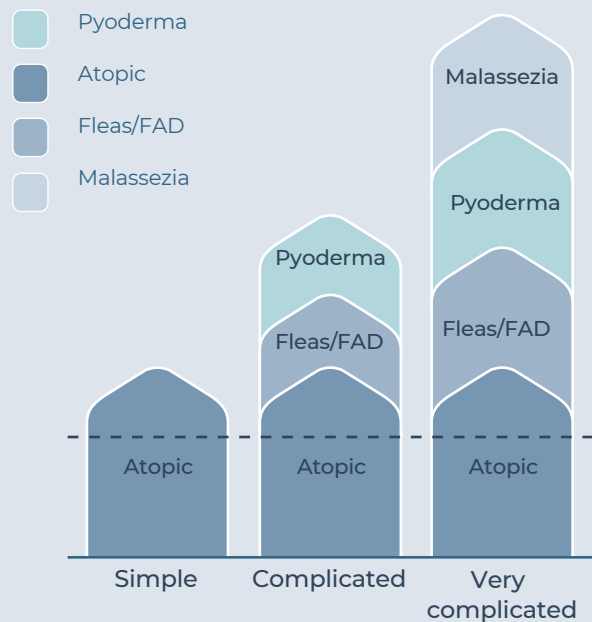 Pyoderma
Atopic
Fleas/FAD
Malassezia
Malassezia
Pyoderma
Pyoderma
Fleas/FAD
Fleas/FAD
Atopic
Atopic
Atopic
Simple
Complicated
Very
complicated